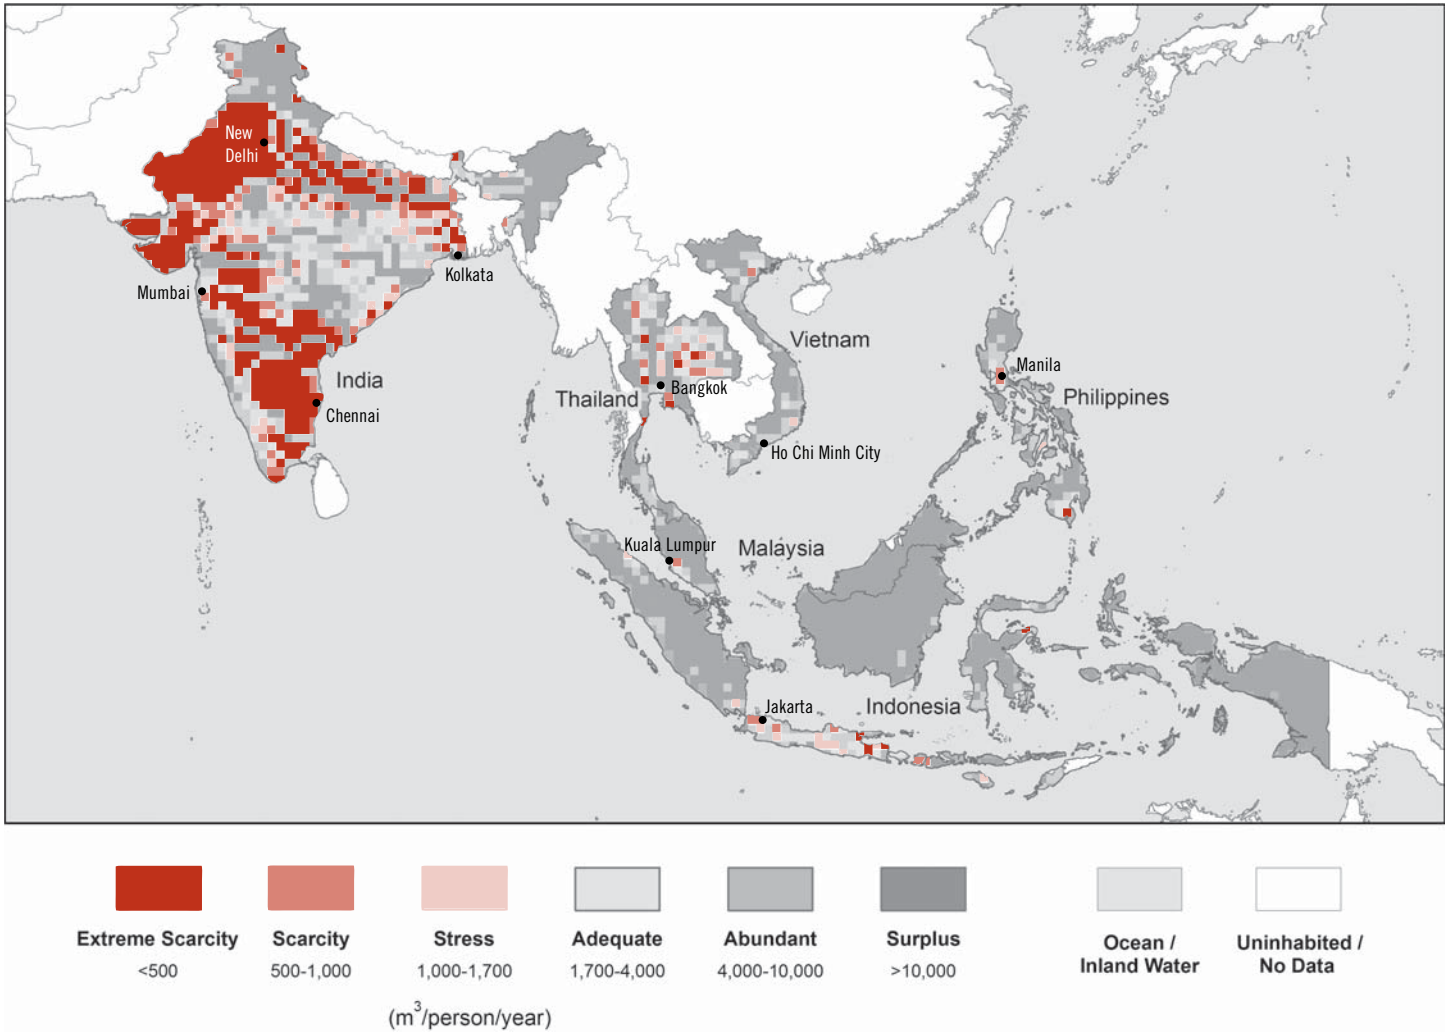 New
Delhi
Kolkata
Mumbai
Vietnam
Manila
India
Bangkok
Thailand
Philippines
Chennai
Ho Chi Minh City
Kuala Lumpur
Malaysia
Jakarta
Indonesia
Extreme Scarcity
<500
Scarcity
500-1,000
Stress
1,000-1,700
Adequate
1,700-4,000
Abundant
4,000-10,000
Surplus
>10,000
Ocean /
Inland Water
Uninhabited /
No Data
(m³/person/year)